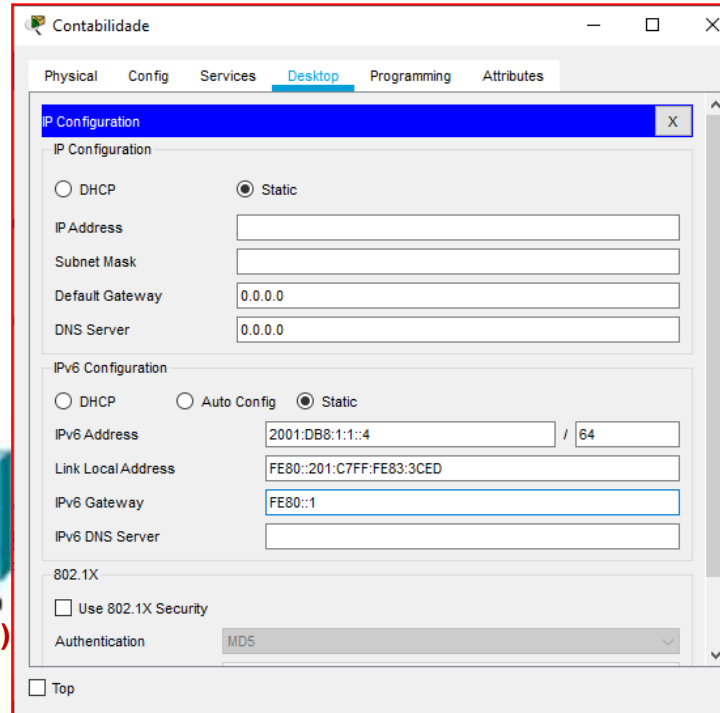 Contabilidade
Physical Config Services Desktop Programming Attributes
IP Configuration X
IP Configuration
DHCP Static
IP Address
Subnet Mask
Default Gateway 0.0.0.0
DNS Server 0.0.0.0
IPv6 Configuration
DHCP Auto Config Static
IPv6 Address 2001:DB8:1:1::4 / 64
Link Local Address FE80::201:C7FF:FE83:3CED
IPv6 Gateway FE80::1
IPv6 DNS Server
802.1X
Use 802.1X Security
)
Authentication MD5
Top